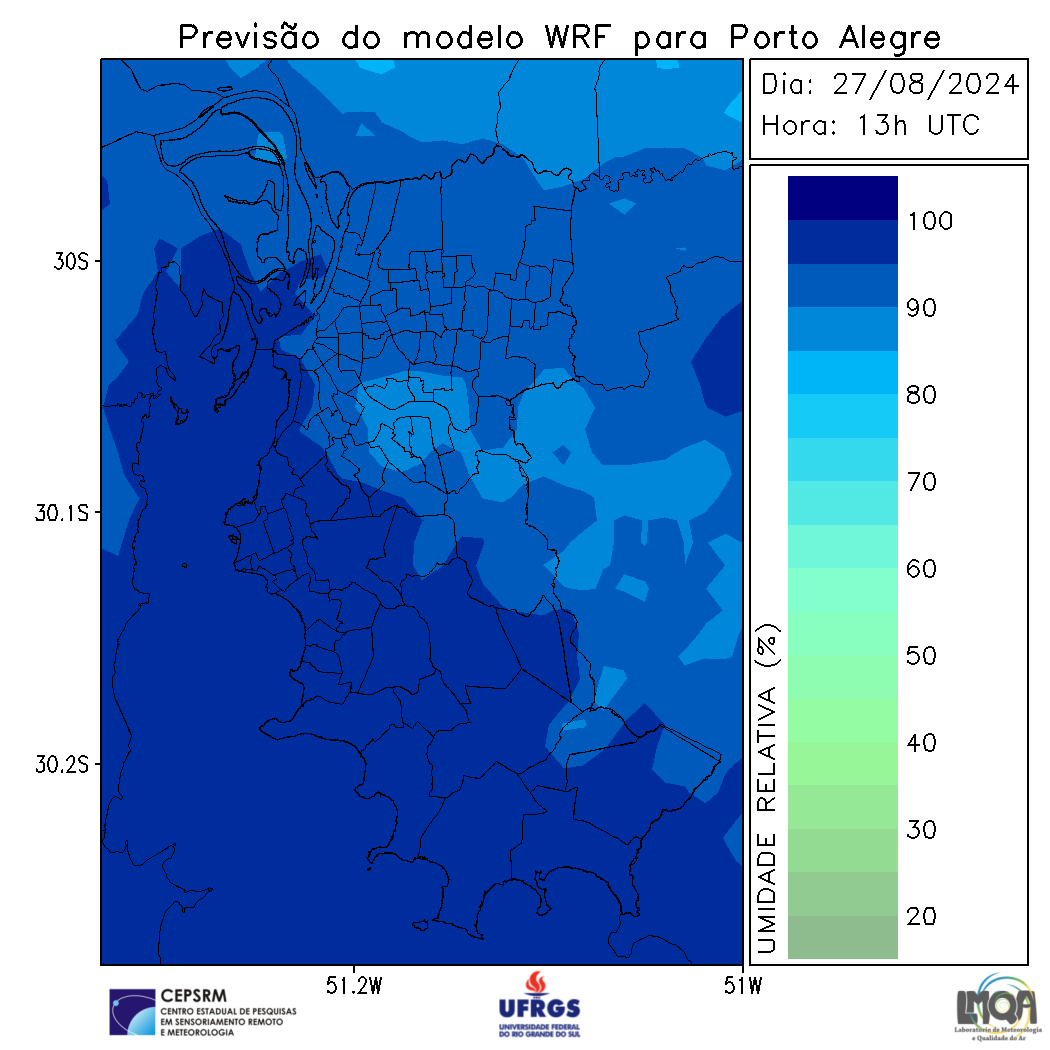 Previsão do modelo WRF para Porto Alegre
Dia: 27/08/2024
Hora: 13h UTC
30S
30.1S
30.2S
51.2W
51W
UMIDADE RELATIVA (%)
100
90
80
70
60
50
40
30
20
CEPSRM
CENTRO ESTADUAL DE PESQUISAS
EM SENSORIAMENTO REMOTO
E METEOROLOGIA
UFRGS
UNIVERSIDADE FEDERAL
DO RIO GRANDE DO SUL
LMQA
Laboratório de Meteorologia
e Qualidade do Ar